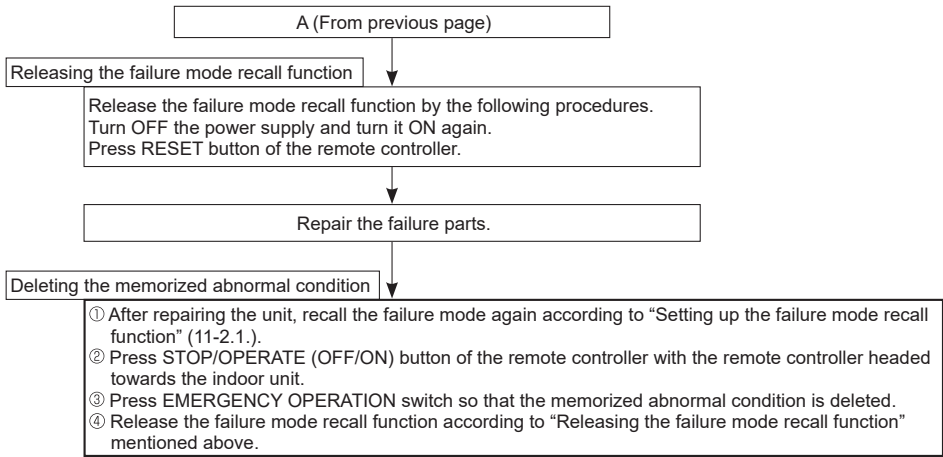 A (From previous page)
Releasing the failure mode recall function
Release the failure mode recall function by the following procedures.
Turn OFF the power supply and turn it ON again.
Press RESET button of the remote controller.
Repair the failure parts.
Deleting the memorized abnormal condition
① After repairing the unit, recall the failure mode again according to “Setting up the failure mode recall
function” (11-2.1.).
② Press STOP/OPERATE (OFF/ON) button of the remote controller with the remote controller headed
towards the indoor unit.
③ Press EMERGENCY OPERATION switch so that the memorized abnormal condition is deleted.
④ Release the failure mode recall function according to “Releasing the failure mode recall function”
mentioned above.